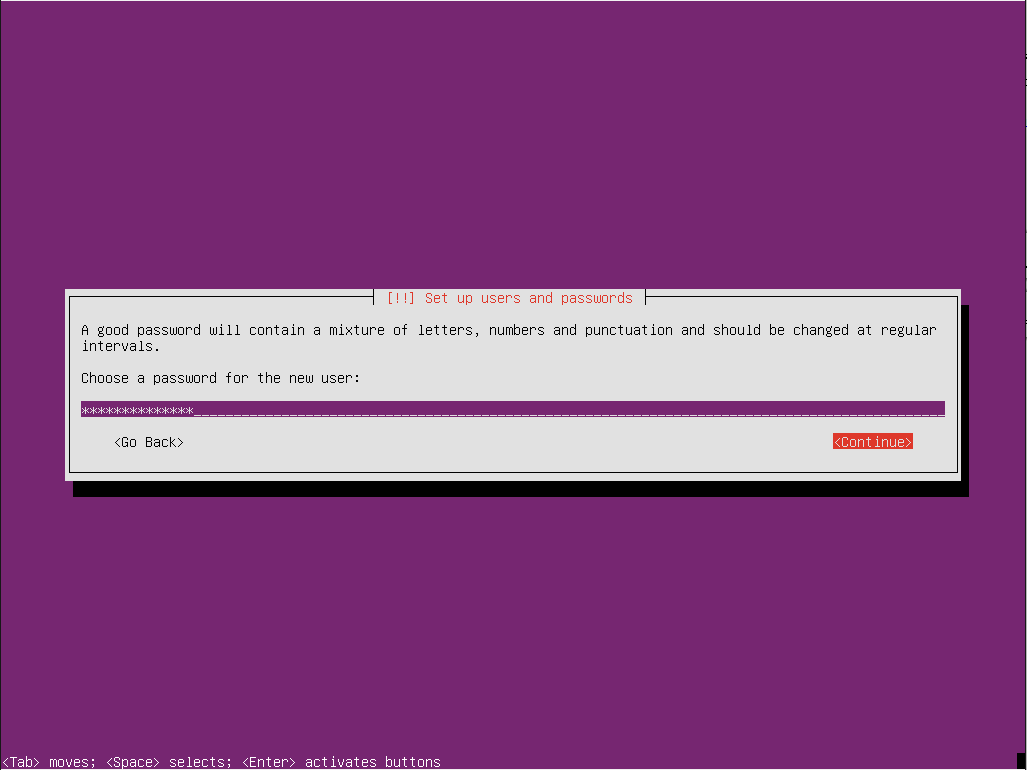 [!!] Set up users and passwords
A good password will contain a mixture of letters, numbers and punctuation and should be changed at regular
intervals.
Choose a password for the new user:
**************
<Go Back> <Continue>
<Tab> moves; <Space> selects; <Enter> activates buttons